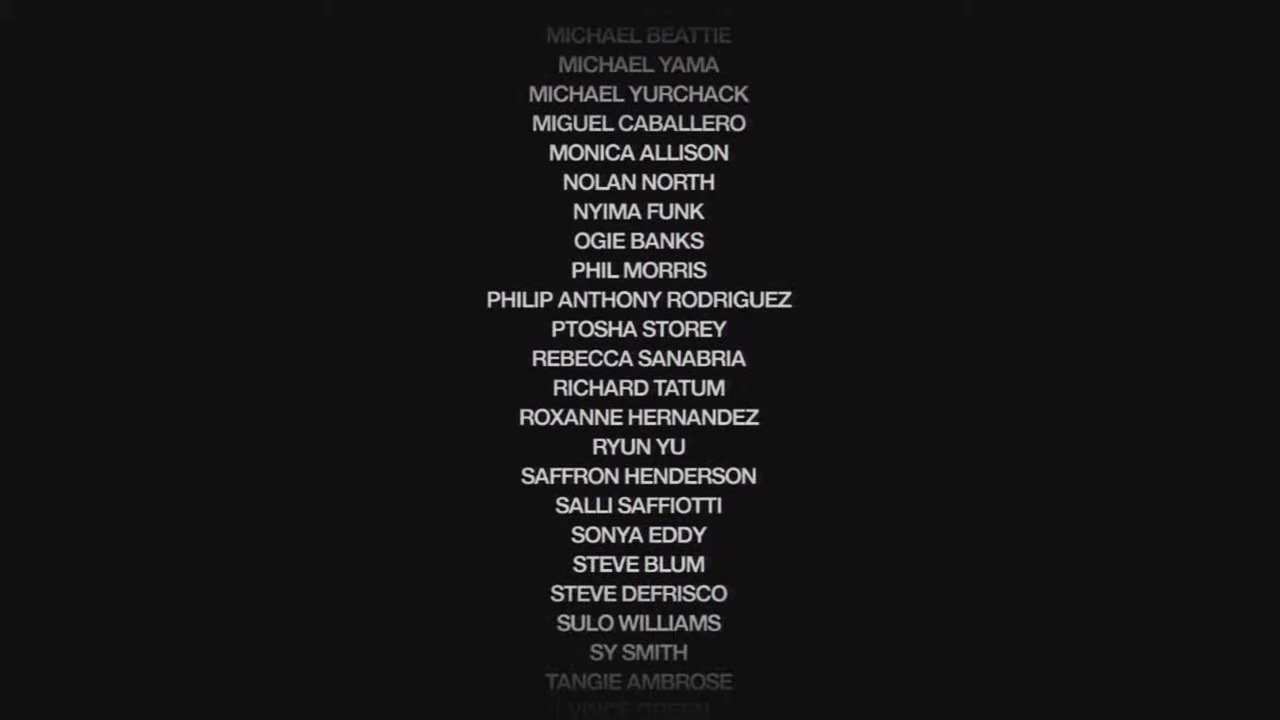 MICHAEL BEATTIE
MICHAEL YAMA
MICHAEL YURCHACK
MIGUEL CABALLERO
MONICA ALLISON
NOLAN NORTH
NYIMA FUNK
OGIE BANKS
PHIL MORRIS
PHILIP ANTHONY RODRIGUEZ
PTOSHA STOREY
REBECCA SANABRIA
RICHARD TATUM
ROXANNE HERNANDEZ
RYUN YU
SAFFRON HENDERSON
SALLI SAFFIOTTI
SONYA EDDY
STEVE BLUM
STEVE DEFRISCO
SULO WILLIAMS
SY SMITH
TANGIE AMBROSE
VINCE GREEN